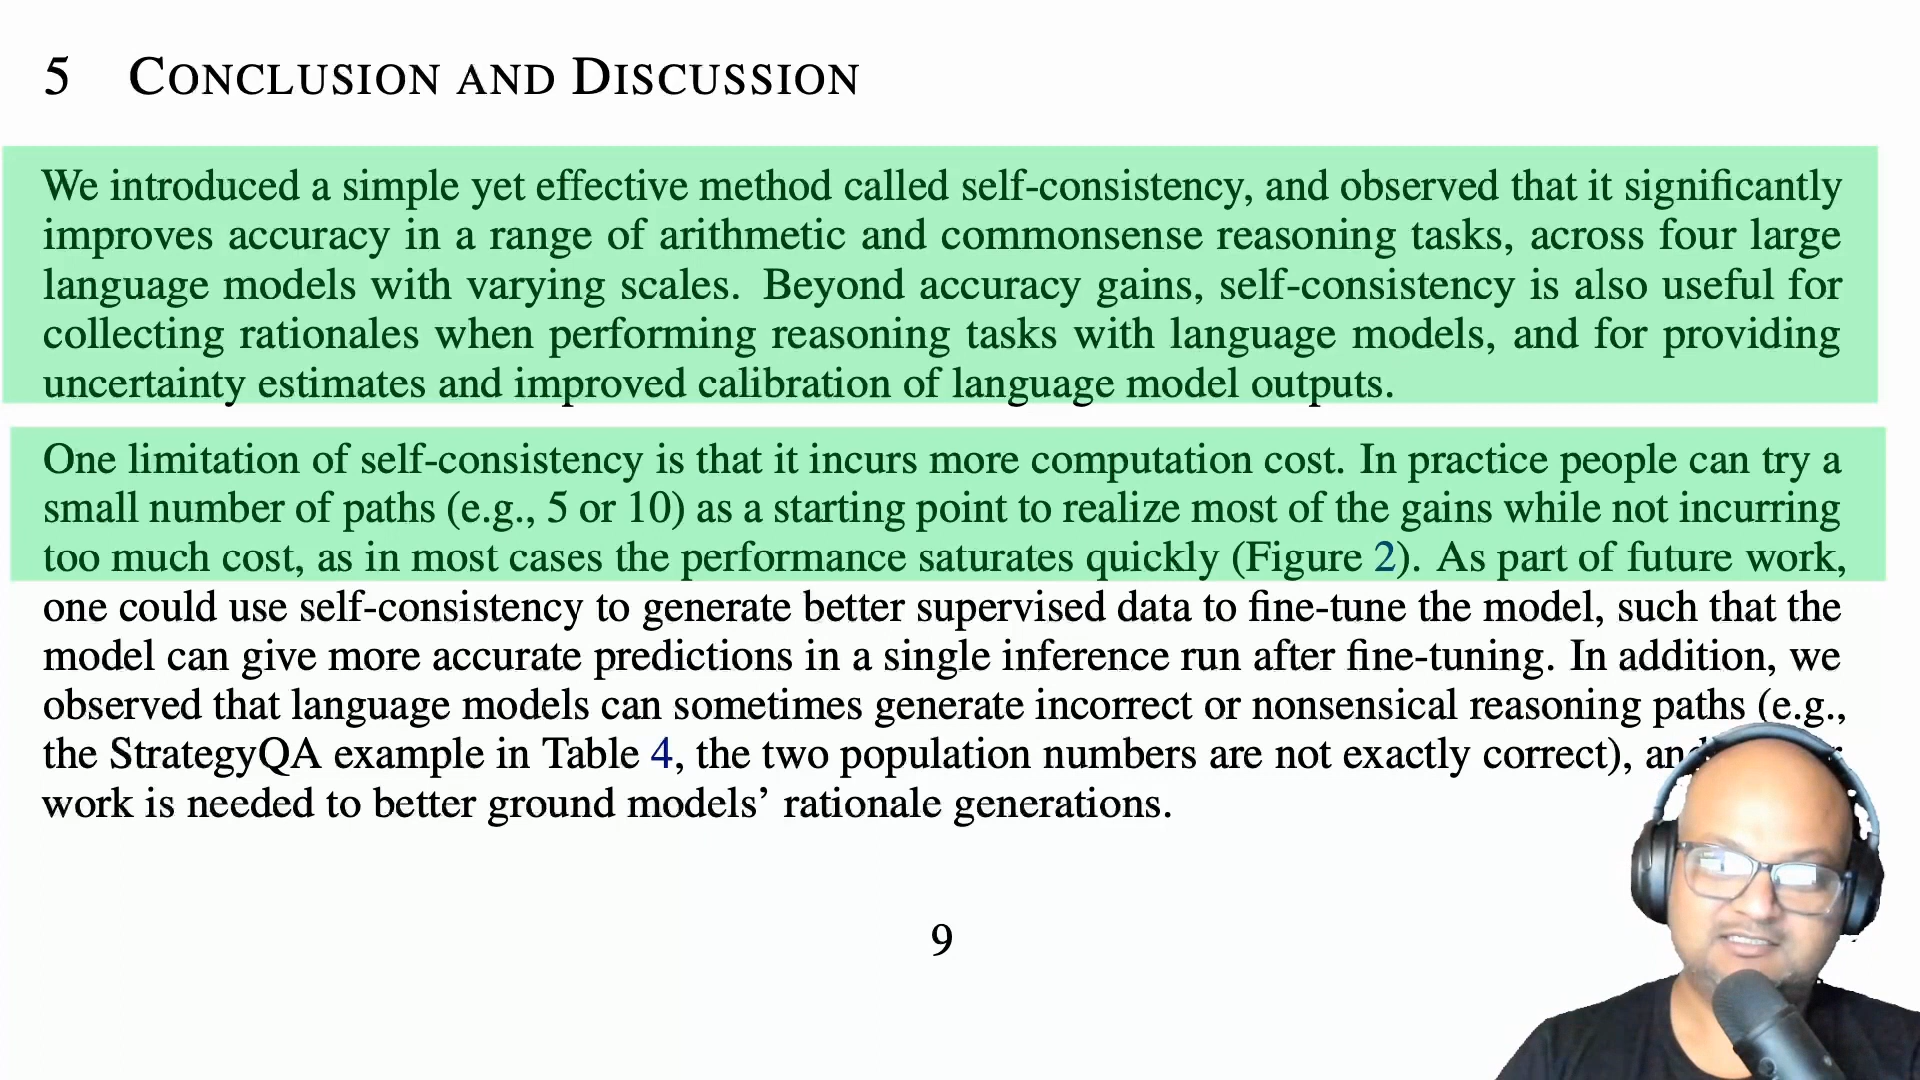 5 CONCLUSION AND DISCUSSION
We introduced a simple yet effective method called self-consistency, and observed that it significantly
improves accuracy in a range of arithmetic and commonsense reasoning tasks, across four large
language models with varying scales. Beyond accuracy gains, self-consistency is also useful for
collecting rationales when performing reasoning tasks with language models, and for providing
uncertainty estimates and improved calibration of language model outputs.
One limitation of self-consistency is that it incurs more computation cost. In practice people can try a
small number of paths (e.g., 5 or 10) as a starting point to realize most of the gains while not incurring
too much cost, as in most cases the performance saturates quickly (Figure 2). As part of future work,
one could use self-consistency to generate better supervised data to fine-tune the model, such that the
model can give more accurate predictions in a single inference run after fine-tuning. In addition, we
observed that language models can sometimes generate incorrect or nonsensical reasoning paths (e.g.,
the StrategyQA example in Table 4, the two population numbers are not exactly correct), and
work is needed to better ground models' rationale generations.
9